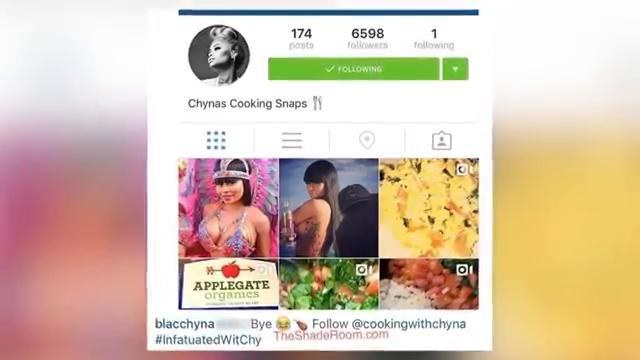 174 6598 1
posts followers following
FOLLOWING
Chynas Cooking Snaps
APPLEGATE
organics
blacchyna Bye 😂🍗 Follow @cookingwithchyna
#InfatuatedWitChy
TheShadeRoom.com